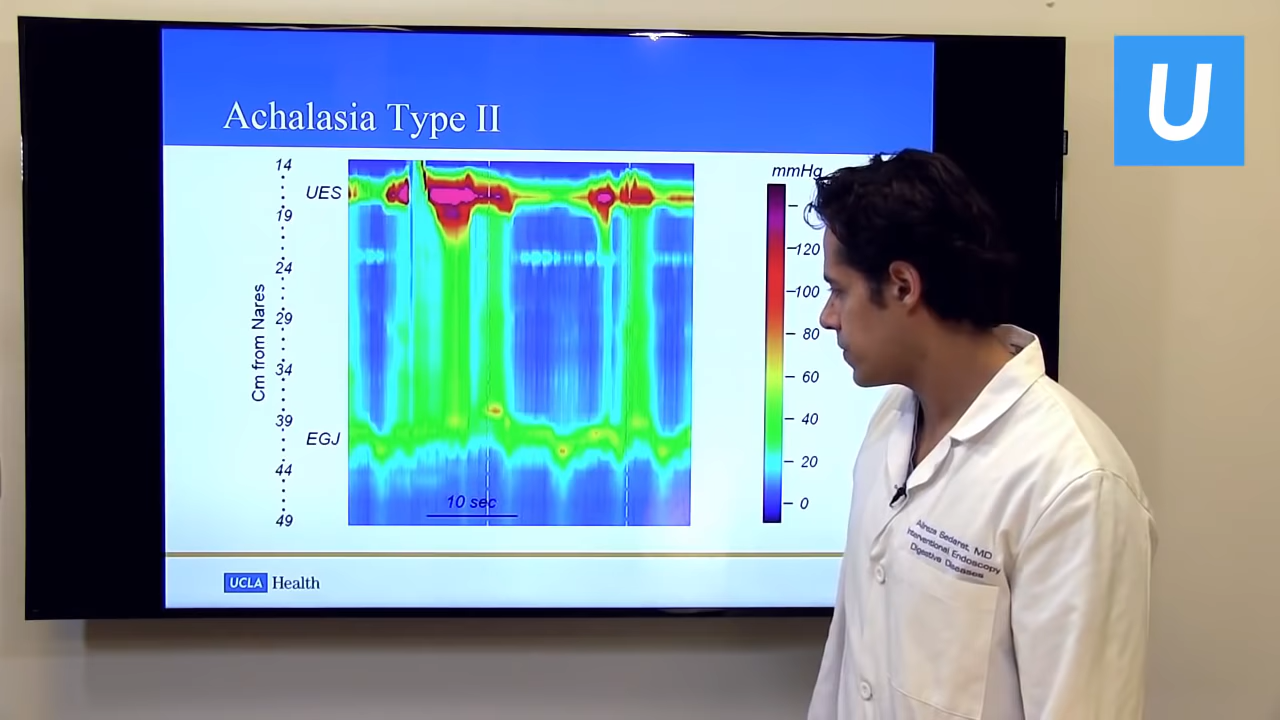 U
Achalasia Type II
14
UES
19
24
29
34
39
EGJ
44
49
Cm from Nares
10 sec
mmHg
120
100
80
60
40
20
0
UCLA Health
Alireza Sedarat, MD
Interventional Endoscopy
Digestive Diseases